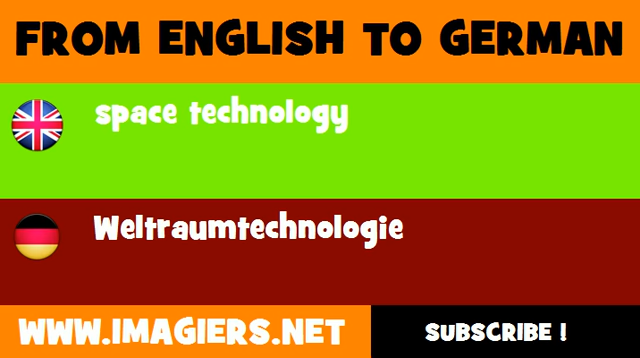 FROM ENGLISH TO GERMAN
space technology
Weltraumtechnologie
WWW.IMAGIERS.NET
SUBSCRIBE !